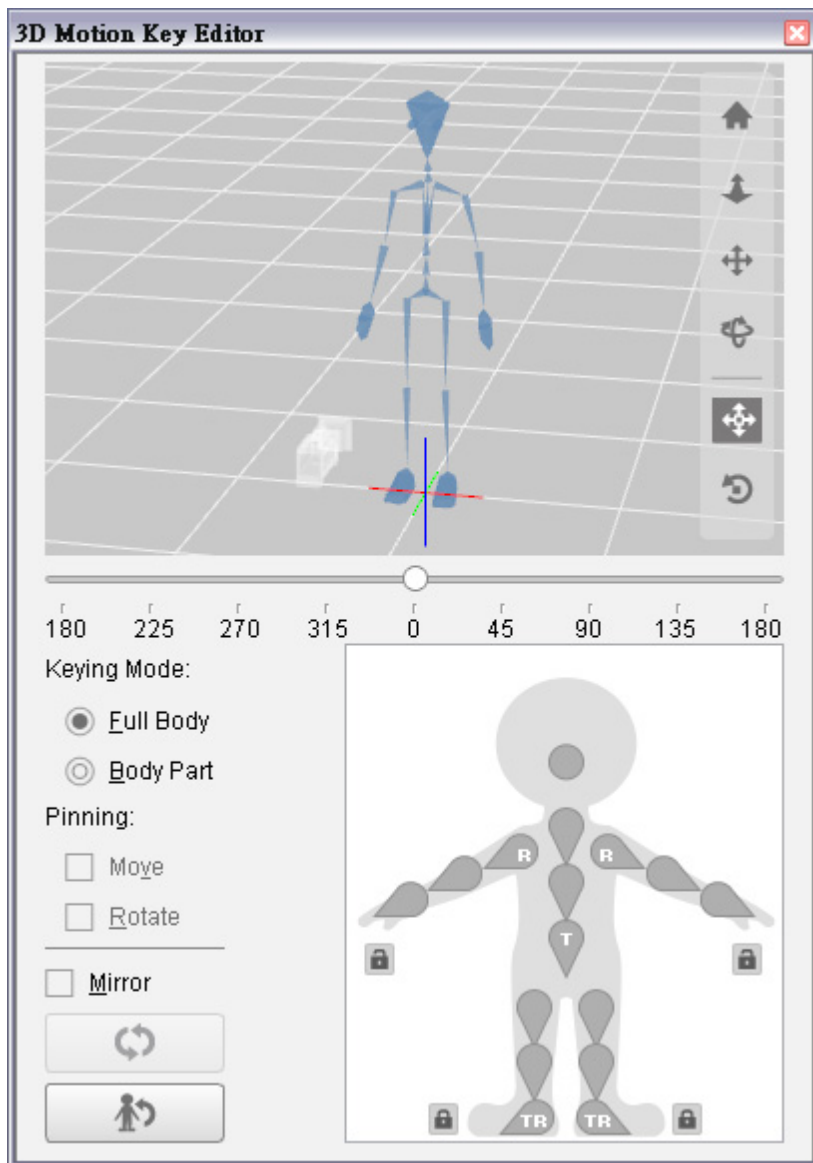 3D Motion Key Editor
180 225 270 315 0 45 90 135 180
Keying Mode:
Full Body
Body Part
Pinning:
Move
Rotate
Mirror
R R
T
TR TR